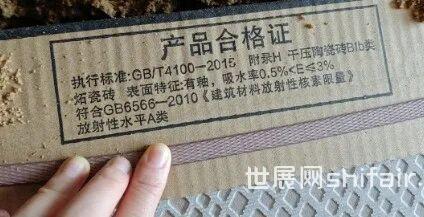 产品合格证
执行标准:GB/T4100—2015 附录H 干压陶瓷砖BIb类
炻瓷砖 表面特征:有釉，吸水率0.5%<E≤3%
符合GB6566—2010《建筑材料放射性核素限量》
放射性水平A类
世展网shifair.